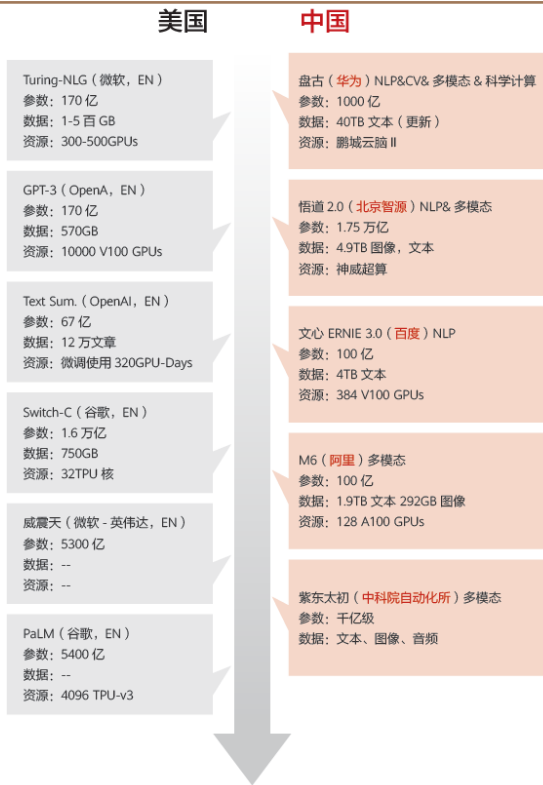 美国
Turing-NLG（微软，EN）
参数：170 亿
数据：1-5 百 GB
资源：300-500GPUs
GPT-3（OpenA，EN）
参数：170 亿
数据：570GB
资源：10000 V100 GPUs
Text Sum.（OpenAI，EN）
参数：67 亿
数据：12 万文章
资源：微调使用 320GPU-Days
Switch-C（谷歌，EN）
参数：1.6 万亿
数据：750GB
资源：32TPU 核
威震天（微软 - 英伟达，EN）
参数：5300 亿
数据：--
资源：--
PaLM（谷歌，EN）
参数：5400 亿
数据：--
资源：4096 TPU-v3
中国
盘古（华为）NLP&CV& 多模态 & 科学计算
参数：1000 亿
数据：40TB 文本（更新）
资源：鹏城云脑 II
悟道 2.0（北京智源）NLP& 多模态
参数：1.75 万亿
数据：4.9TB 图像，文本
资源：神威超算
文心 ERNIE 3.0（百度）NLP
参数：100 亿
数据：4TB 文本
资源：384 V100 GPUs
M6（阿里）多模态
参数：100 亿
数据：1.9TB 文本 292GB 图像
资源：128 A100 GPUs
紫东太初（中科院自动化所）多模态
参数：千亿级
数据：文本、图像、音频